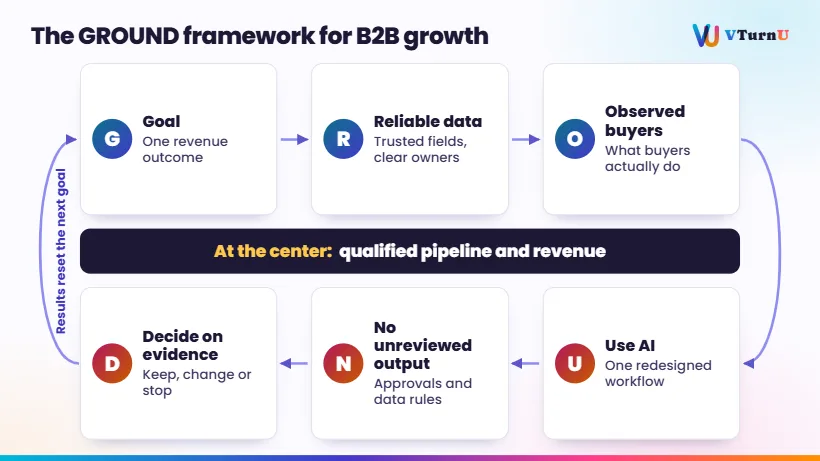 The GROUND framework for B2B growth
VTurnU
G
Goal
One revenue
outcome
R
Reliable data
Trusted fields,
clear owners
O
Observed
buyers
What buyers
actually do
Results reset the next goal
At the center: qualified pipeline and revenue
D
Decide on
evidence
Keep, change or
stop
N
No
unreviewed
output
Approvals and
data rules
U
Use AI
One redesigned
workflow